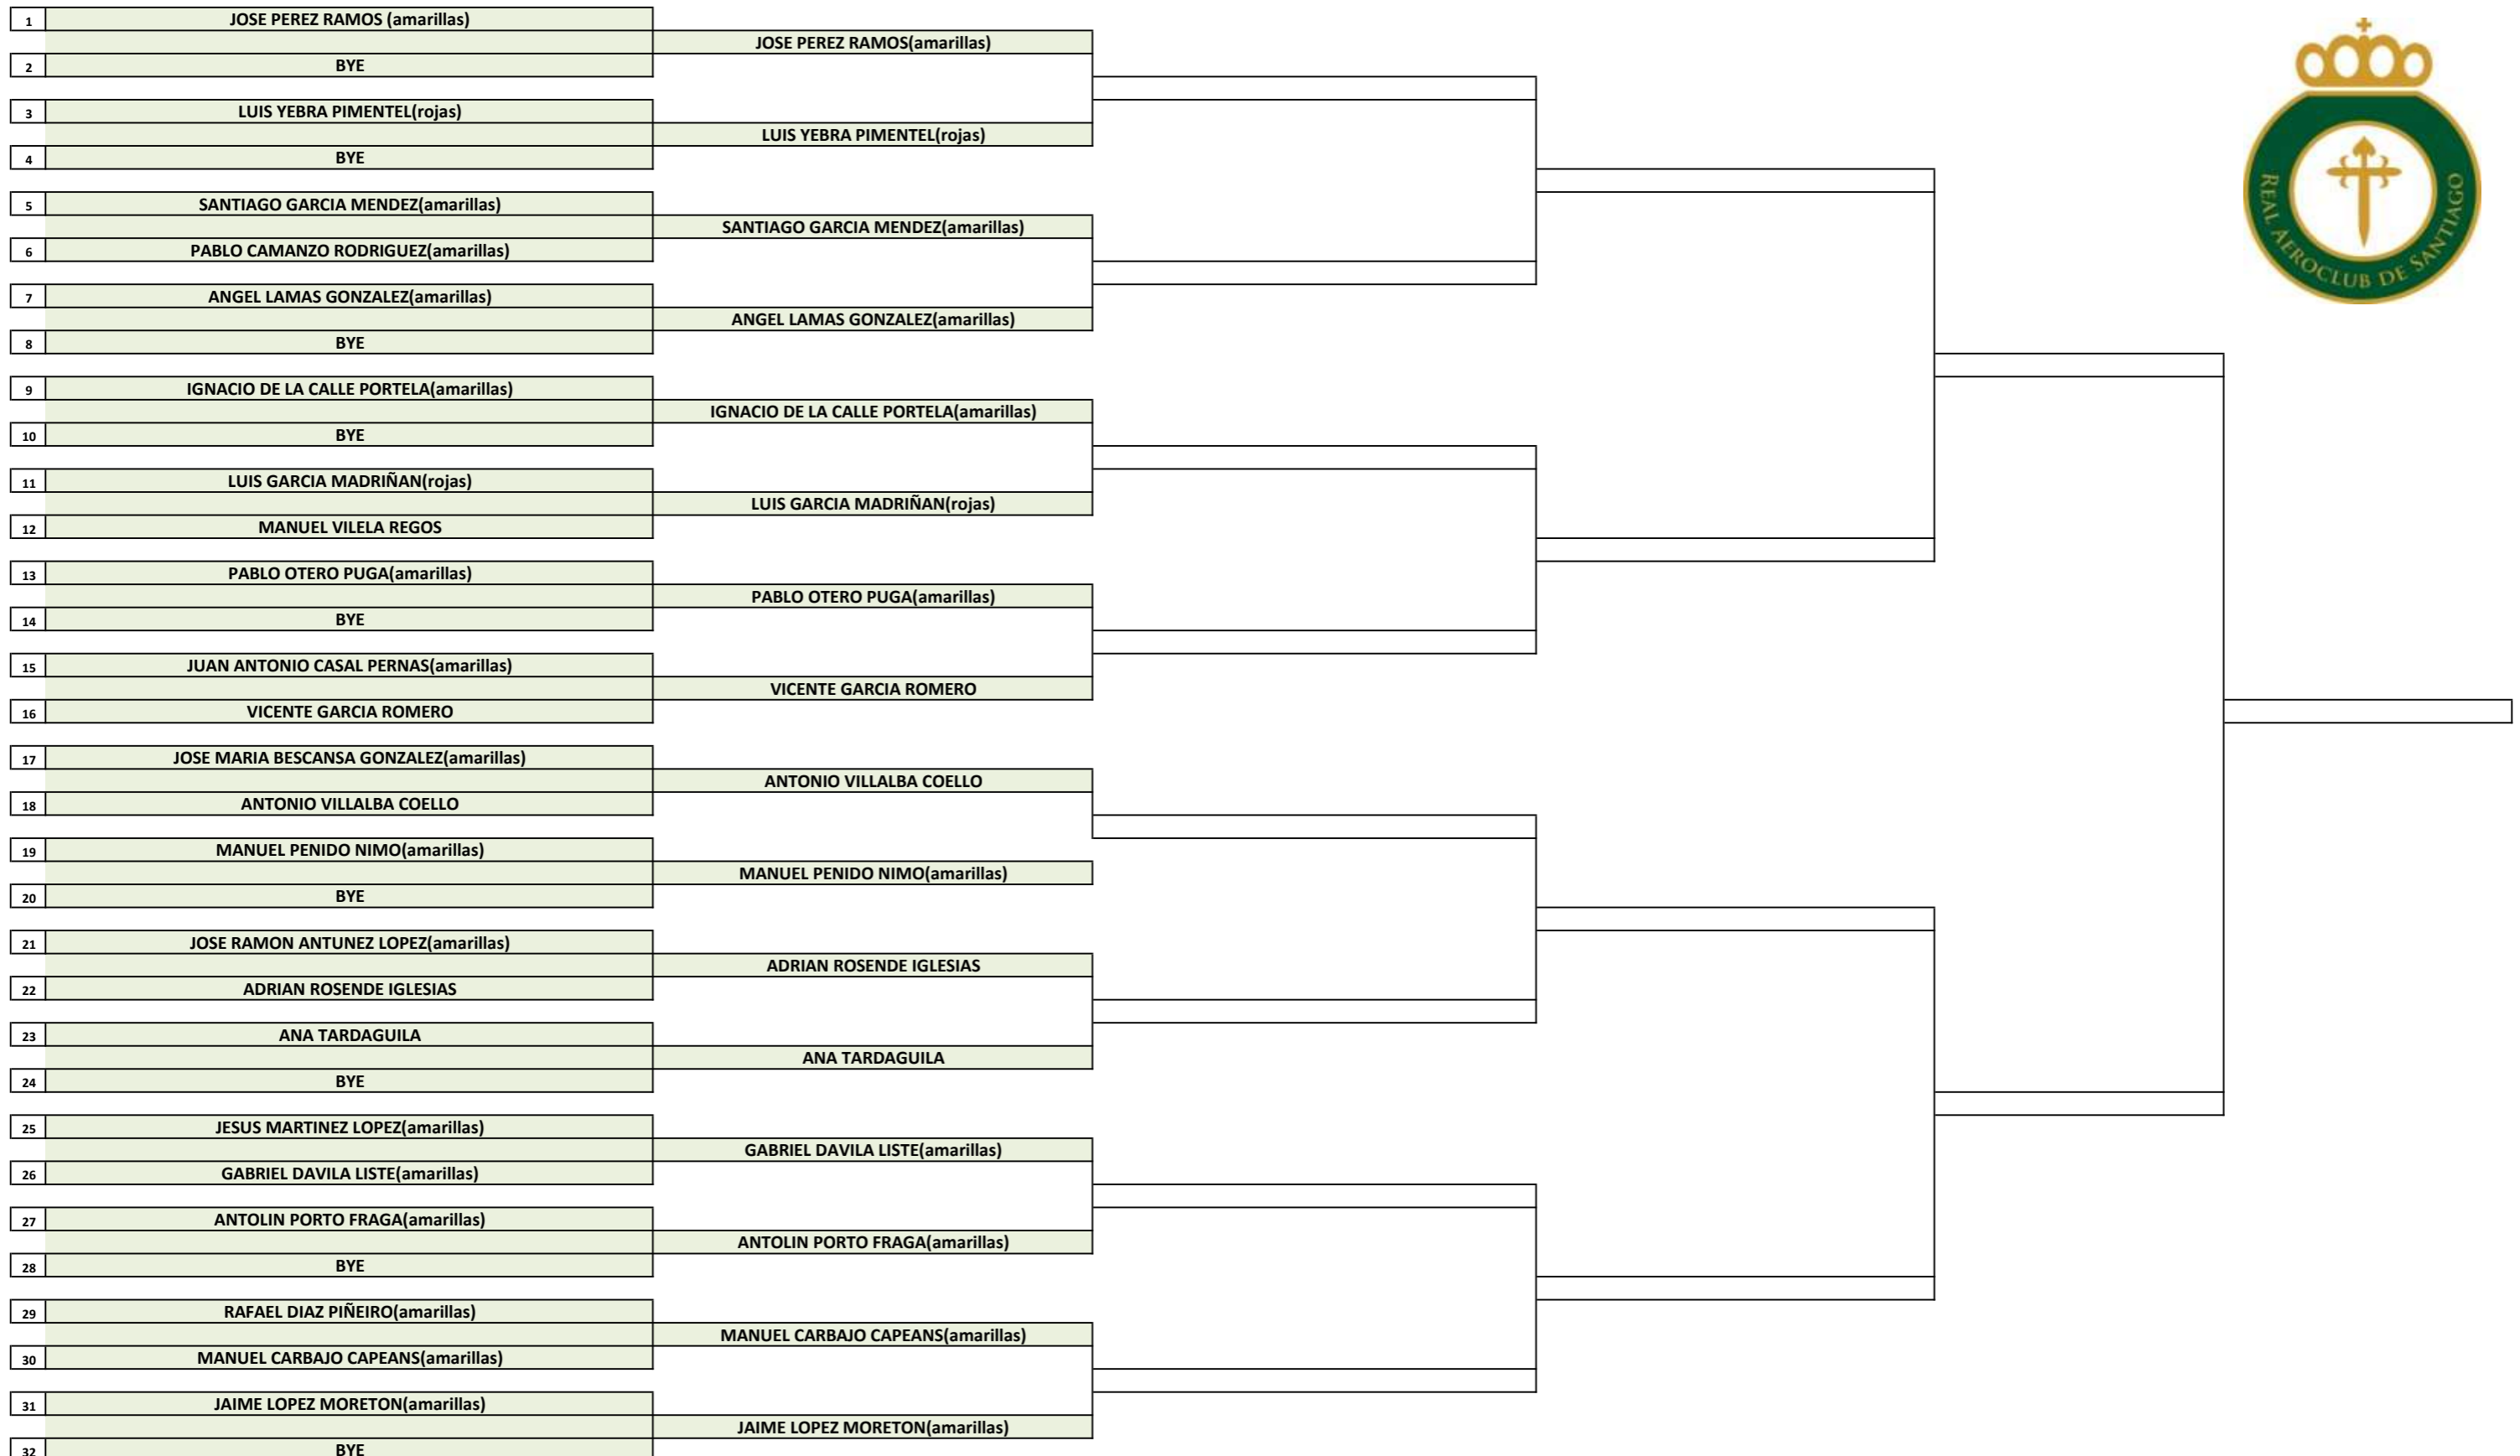 1 JOSE PEREZ RAMOS (amarillas)
JOSE PEREZ RAMOS(amarillas)
2 BYE
3 LUIS YEBRA PIMENTEL(rojas)
LUIS YEBRA PIMENTEL(rojas)
4 BYE
5 SANTIAGO GARCIA MENDEZ(amarillas)
SANTIAGO GARCIA MENDEZ(amarillas)
6 PABLO CAMANZO RODRIGUEZ(amarillas)
7 ANGEL LAMAS GONZALEZ(amarillas)
ANGEL LAMAS GONZALEZ(amarillas)
8 BYE
9 IGNACIO DE LA CALLE PORTELA(amarillas)
IGNACIO DE LA CALLE PORTELA(amarillas)
10 BYE
11 LUIS GARCIA MADRIÑAN(rojas)
LUIS GARCIA MADRIÑAN(rojas)
12 MANUEL VILELA REGOS
13 PABLO OTERO PUGA(amarillas)
PABLO OTERO PUGA(amarillas)
14 BYE
15 JUAN ANTONIO CASAL PERNAS(amarillas)
VICENTE GARCIA ROMERO
16 VICENTE GARCIA ROMERO
17 JOSE MARIA BESCANSA GONZALEZ(amarillas)
ANTONIO VILLALBA COELLO
18 ANTONIO VILLALBA COELLO
19 MANUEL PENIDO NIMO(amarillas)
MANUEL PENIDO NIMO(amarillas)
20 BYE
21 JOSE RAMON ANTUNEZ LOPEZ(amarillas)
ADRIAN ROSENDE IGLESIAS
22 ADRIAN ROSENDE IGLESIAS
23 ANA TARDAGUILA
ANA TARDAGUILA
24 BYE
25 JESUS MARTINEZ LOPEZ(amarillas)
GABRIEL DAVILA LISTE(amarillas)
26 GABRIEL DAVILA LISTE(amarillas)
27 ANTOLIN PORTO FRAGA(amarillas)
ANTOLIN PORTO FRAGA(amarillas)
28 BYE
29 RAFAEL DIAZ PIÑEIRO(amarillas)
MANUEL CARBAJO CAPEANS(amarillas)
30 MANUEL CARBAJO CAPEANS(amarillas)
31 JAIME LOPEZ MORETON(amarillas)
JAIME LOPEZ MORETON(amarillas)
32 BYE
REAL AEROCLUB DE SANTIAGO